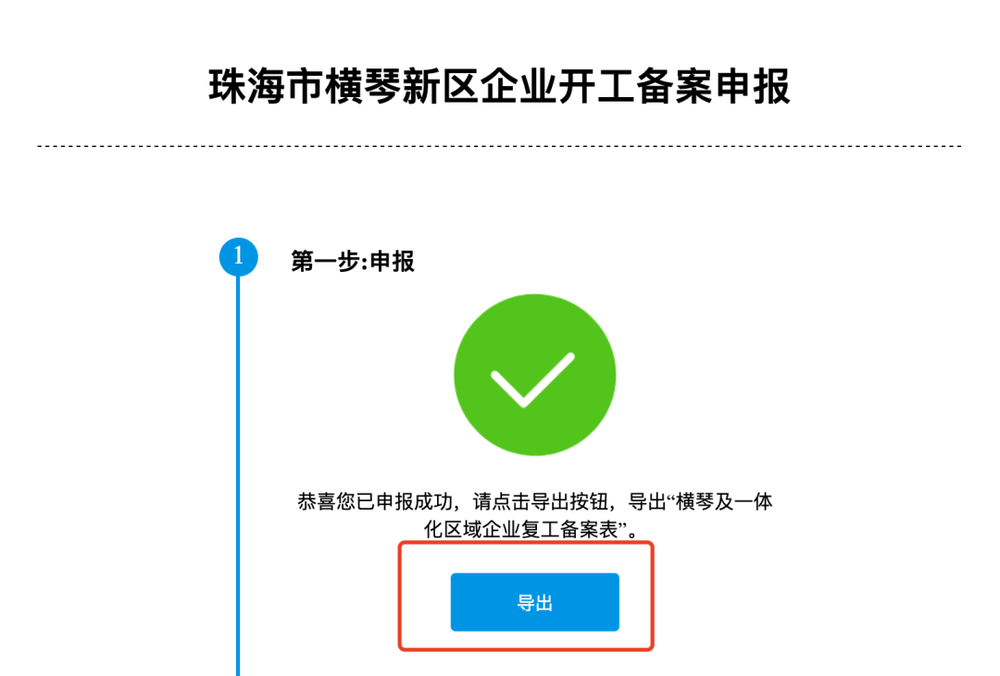 珠海市横琴新区企业开工备案申报
1
第一步:申报
恭喜您已申报成功，请点击导出按钮，导出“横琴及一体
化区域企业复工备案表”。
导出